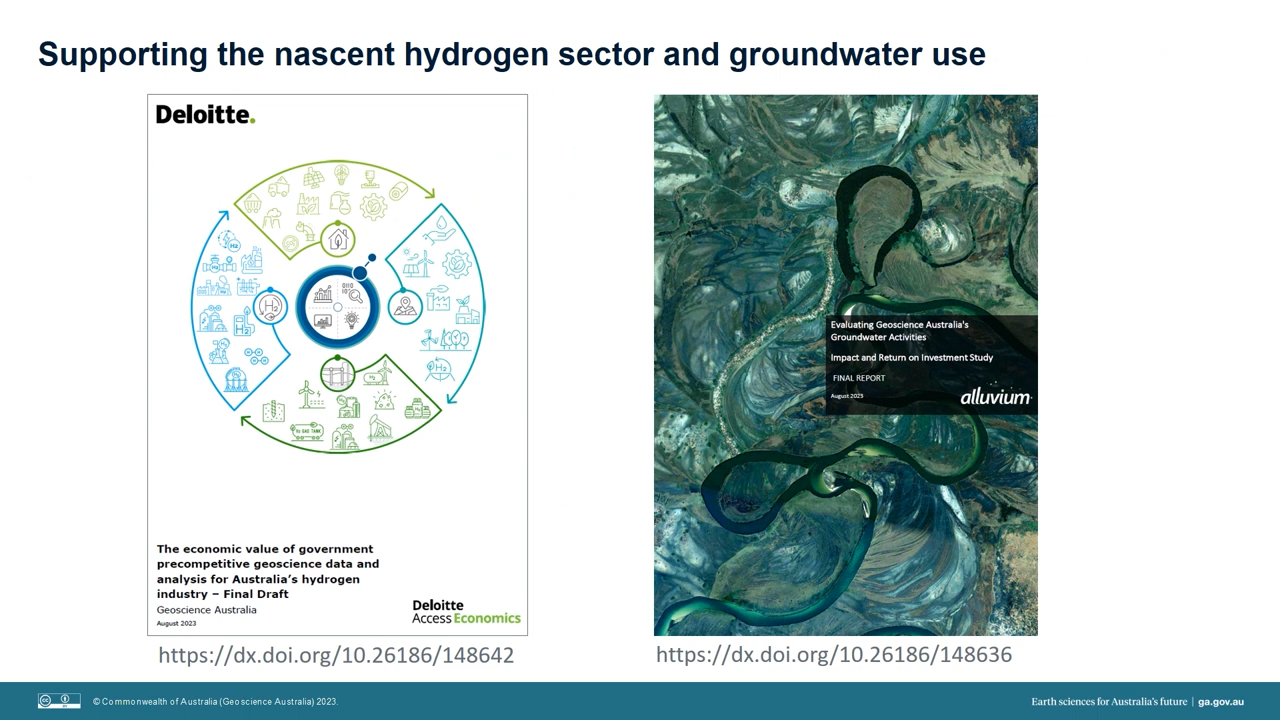 Supporting the nascent hydrogen sector and groundwater use
Deloitte.
H2
H2
The economic value of government
precompetitive geoscience data and
analysis for Australia's hydrogen
industry – Final Draft
Geoscience Australia
August 2023
Deloitte
Access Economics
https://dx.doi.org/10.26186/148642
Evaluating Geoscience Australia's
Groundwater Activities
Impact and Return on Investment Study
FINAL REPORT
August 2023
alluvium
https://dx.doi.org/10.26186/148636
© Commonwealth of Australia (Geoscience Australia) 2023.
Earth sciences for Australia's future | ga.gov.au